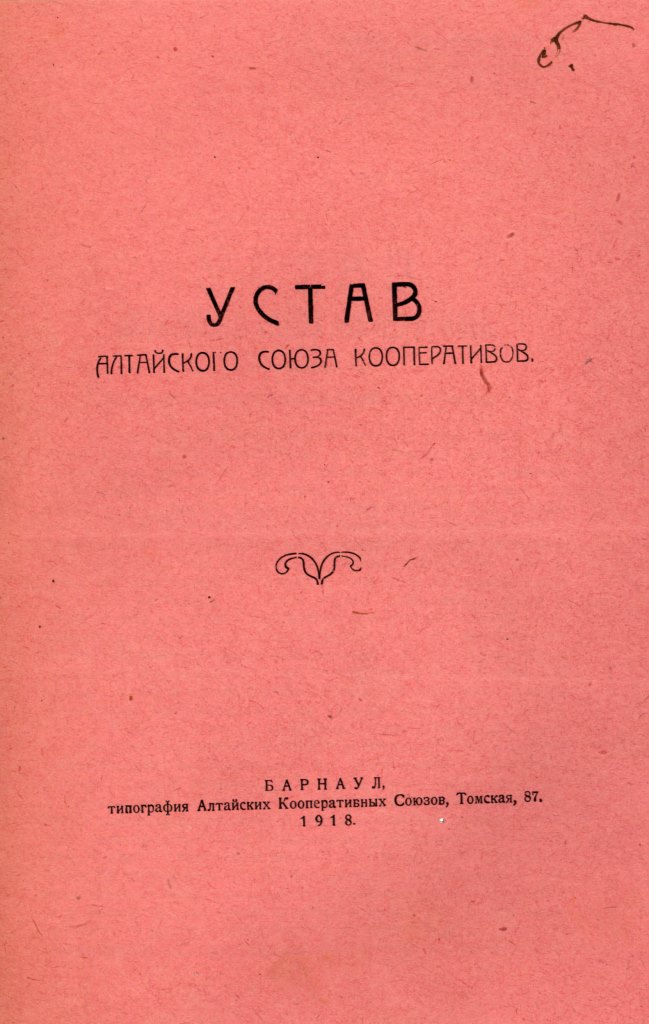 УСТАВ
АЛТАЙСКОГО СОЮЗА КООПЕРАТИВОВ.
БАРНАУЛ,
типография Алтайских Кооперативных Союзов, Томская, 87.
1918.